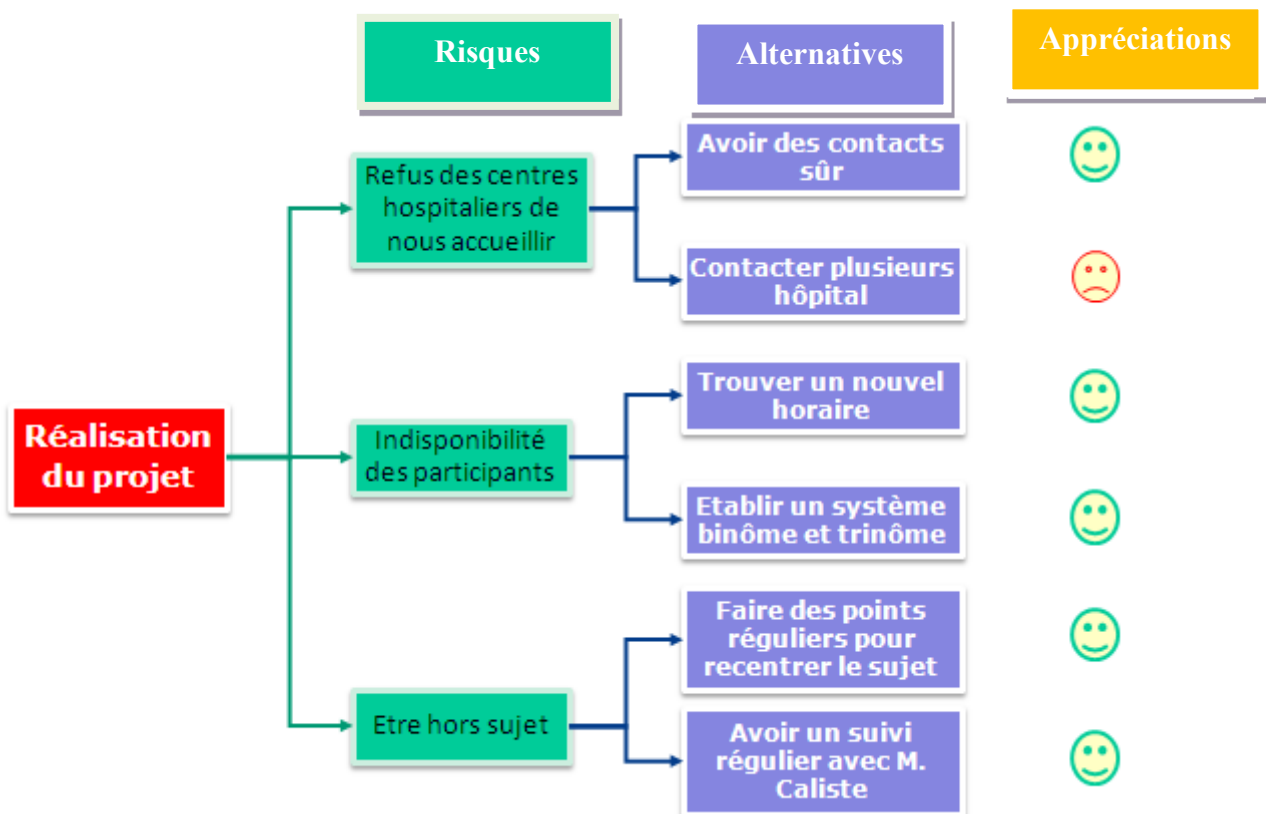 Risques
Alternatives
Appréciations
Réalisation
du projet
Refus des centres
hospitaliers de
nous accueillir
Avoir des contacts
sûr
Contacter plusieurs
hôpital
Indisponibilité
des participants
Trouver un nouvel
horaire
Etablir un système
binôme et trinôme
Etre hors sujet
Faire des points
réguliers pour
recentrer le sujet
Avoir un suivi
régulier avec M.
Caliste